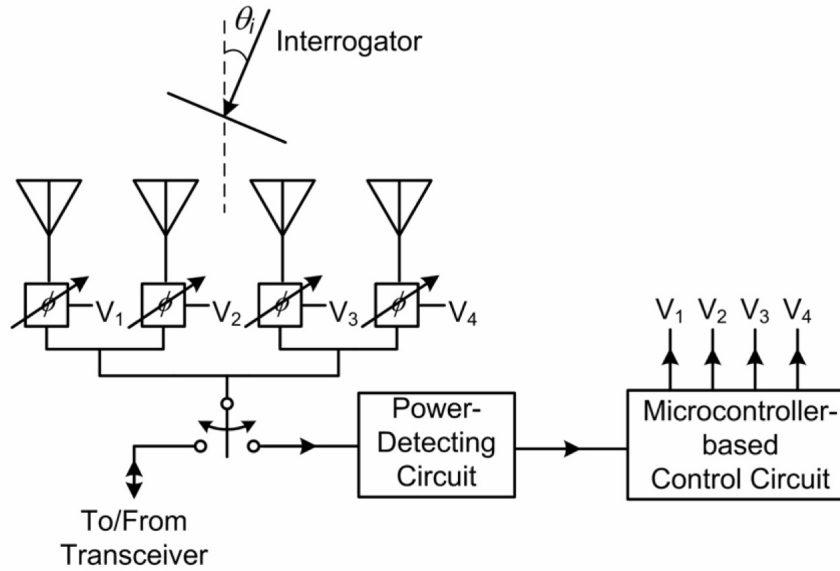 θi
Interrogator
ϕ V1 ϕ V2 ϕ V3 ϕ V4
V1 V2 V3 V4
Power-
Detecting
Circuit
Microcontroller-
based
Control Circuit
To/From
Transceiver